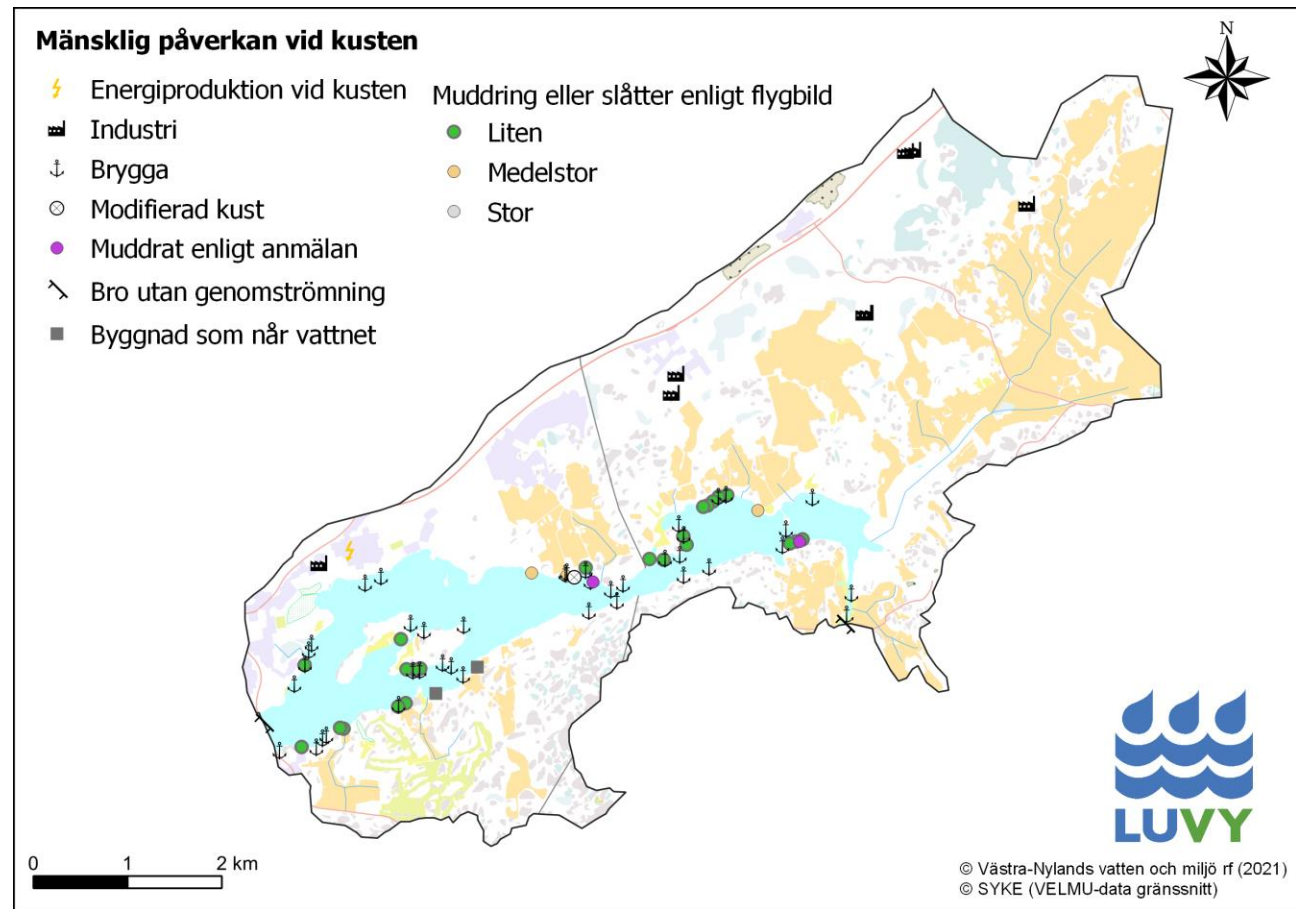 Mänsklig påverkan vid kusten
Energiproduktion vid kusten
Industri
Brygga
Modifierad kust
Muddrat enligt anmälan
Bro utan genomströmning
Byggnad som når vattnet
Muddring eller slåtter enligt flygbild
Liten
Medelstor
Stor
N
0 1 2 km
LUVY
© Västra-Nylands vatten och miljö rf (2021)
© SYKE (VELMU-data gränssnitt)